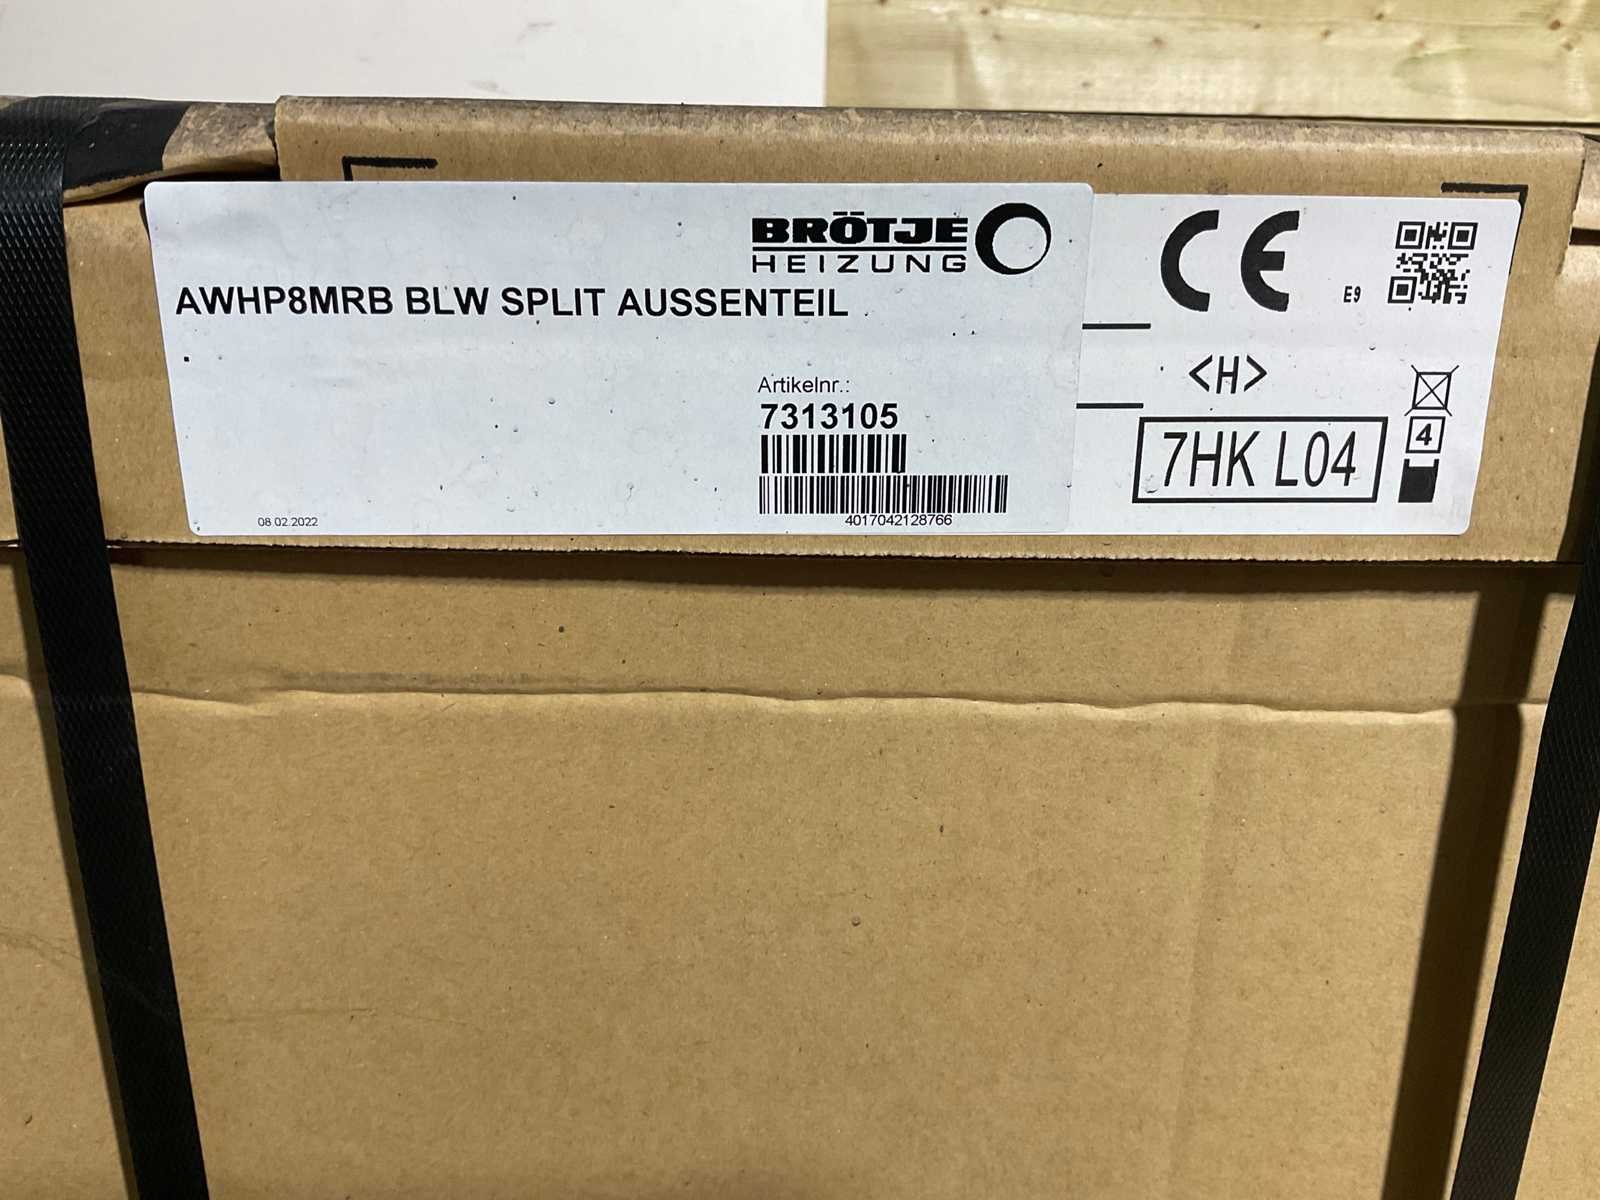 BRÖTJE
HEIZUNG
AWHP8MRB BLW SPLIT AUSSENTEIL
Artikelnr.:
7313105
4017042128766
08.02.2022
CE
E9
<H>
7HK L04
4